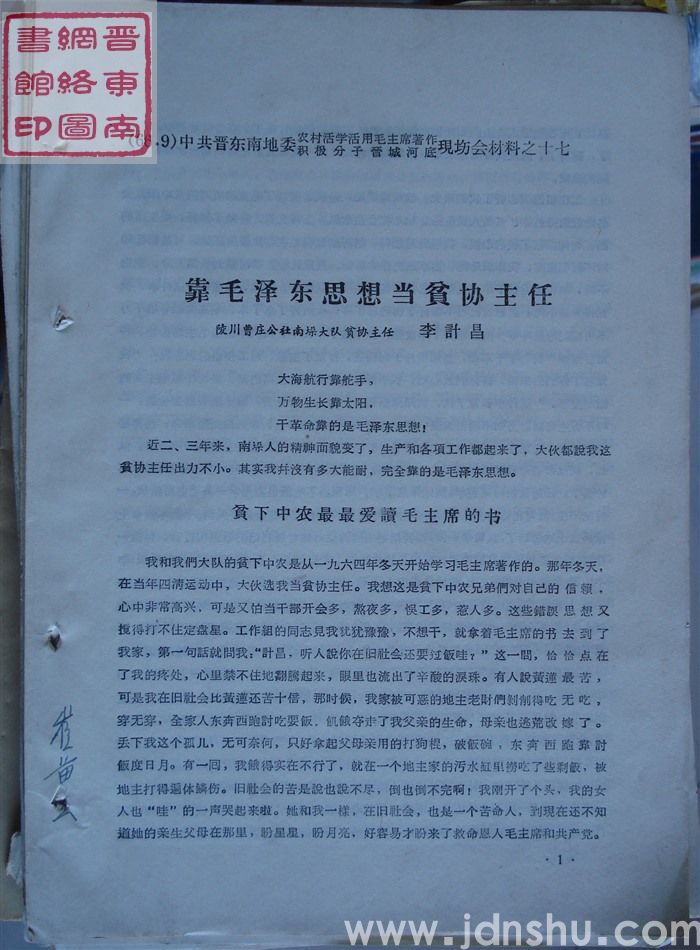 晋东南
网络图
書館印
(66.9)中共晋东南地委农村活学活用毛主席著作积极分子晋城河底现场会材料之十七
靠毛泽东思想当貧协主任
陵川曹庄公社南垛大队貧协主任 李計昌
大海航行靠舵手，
万物生长靠太阳，
干革命靠的是毛泽东思想！
近二、三年来，南垛人的精神面貌变了，生产和各項工作都起来了，大伙都說我这
貧协主任出力不小。其实我幷沒有多大能耐，完全靠的是毛泽东思想。
貧下中农最最爱讀毛主席的书
我和我們大队的貧下中农是从一九六四年冬天开始学习毛主席著作的。那年冬天，
在当年四清运动中，大伙选我当貧协主任。我想这是貧下中农兄弟們对自己的信賴，
心中非常高兴，可是又怕当干部开会多，熬夜多，悞工多，惹人多。这些錯誤思想又
搅得打不住定盘星。工作組的同志見我犹犹豫豫，不想干，就拿着毛主席的书去到了
我家，第一句話就問我：“計昌，听人說你在旧社会还要过飯哇？”这一問，恰恰点在
了我的疼处，心里禁不住地翻腾起来，眼里也流出了辛酸的淚珠。有人說黃蓮最苦，
可是我在旧社会比黃蓮还苦十倍，那时候，我家被可恶的地主老財們剝削得吃无吃，
穿无穿，全家人东奔西跑討吃要飯，飢餓夺走了我父亲的生命，母亲也逃荒改嫁了。
丢下我这个孤儿，无可奈何，只好拿起父母亲用的打狗棍，破飯碗，东奔西跑靠討
飯度日月。有一回，我餓得实在不行了，就在一个地主家的污水缸里捞吃了些剩飯，被
地主打得遍体鱗伤。旧社会的苦是說也說不尽，倒也倒不完啊！我刚开了个头，我的女
人也“哇”的一声哭起来啦。她和我一样，在旧社会，也是一个苦命人，到現在还不知
道她的亲生父母在那里，盼星星，盼月亮，好容易才盼来了救命恩人毛主席和共产党。
·1·
www.jdnshu.com